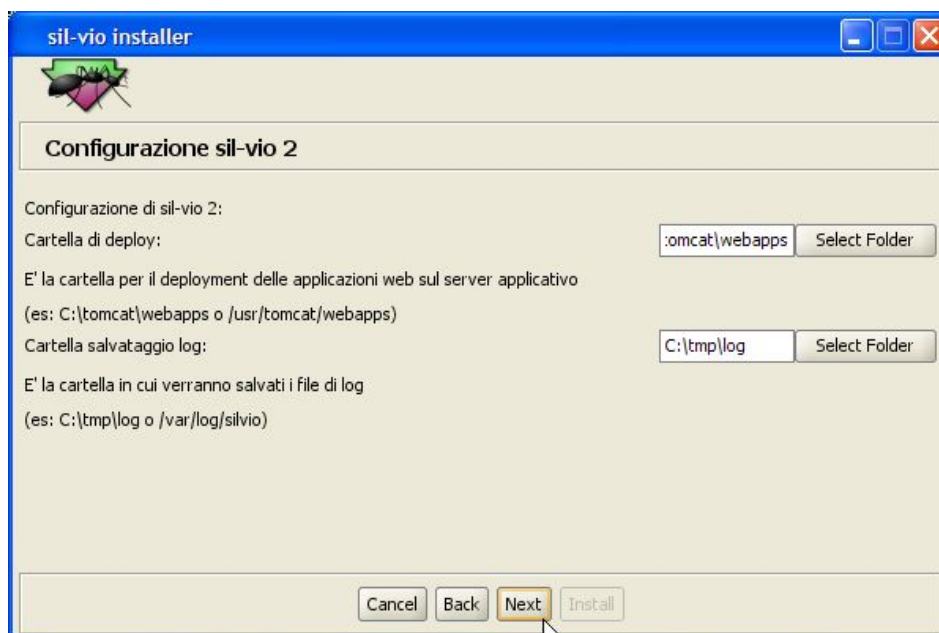 sil-vio installer
Configurazione sil-vio 2
Configurazione di sil-vio 2:
Cartella di deploy: :omcat\webapps Select Folder
E' la cartella per il deployment delle applicazioni web sul server applicativo
(es: C:\tomcat\webapps o /usr/tomcat/webapps)
Cartella salvataggio log: C:\tmp\log Select Folder
E' la cartella in cui verranno salvati i file di log
(es: C:\tmp\log o /var/log/silvio)
Cancel Back Next Install